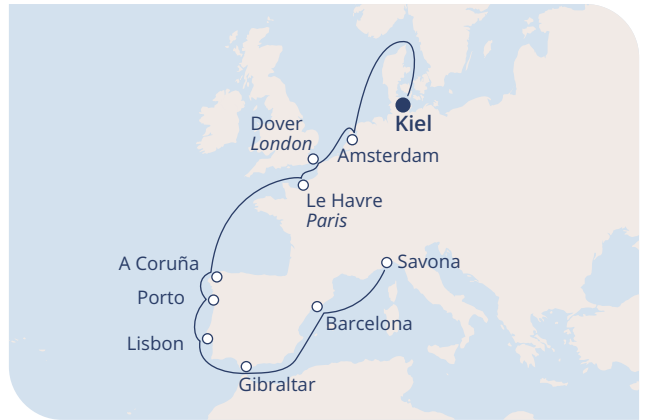 Dover
London
Kiel
Amsterdam
Le Havre
Paris
A Coruña
Savona
Porto
Barcelona
Lisbon
Gibraltar